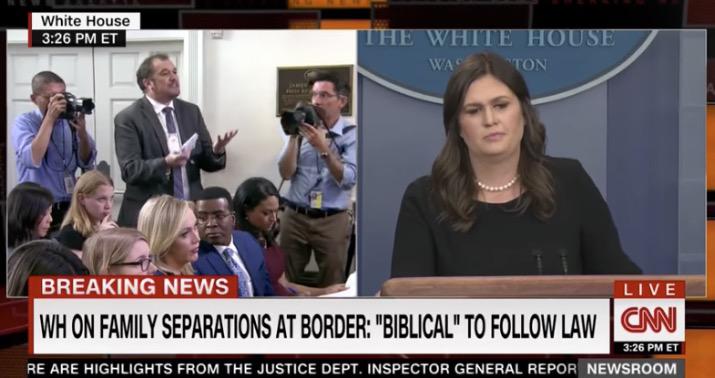 White House
3:26 PM ET
THE WHITE HOUSE
WASHINGTON
BREAKING NEWS
LIVE
WH ON FAMILY SEPARATIONS AT BORDER: "BIBLICAL" TO FOLLOW LAW
CNN
3:26 PM ET
RE ARE HIGHLIGHTS FROM THE JUSTICE DEPT. INSPECTOR GENERAL REPOR
NEWSROOM